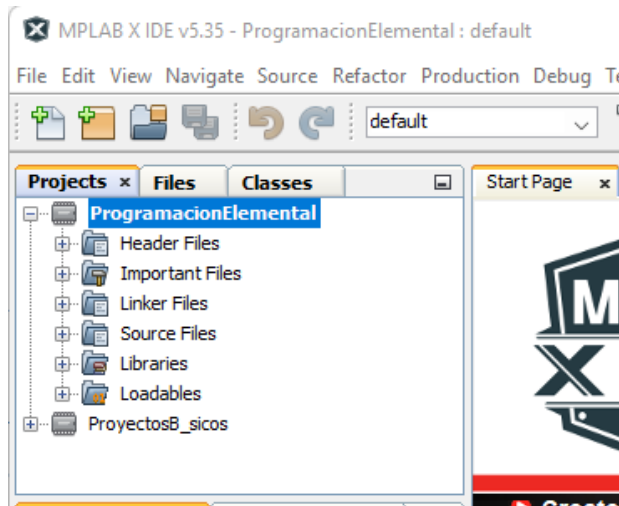 MPLAB X IDE v5.35 - ProgramacionElemental : default
File Edit View Navigate Source Refactor Production Debug
default
Projects Files Classes Start Page
ProgramacionElemental
Header Files
Important Files
Linker Files
Source Files
Libraries
Loadables
ProyectosB_sicos
M
X